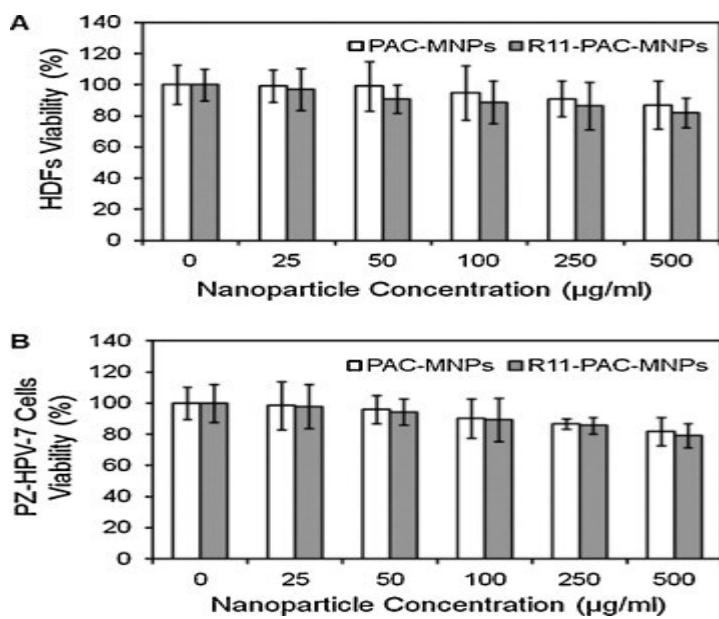 A
HDFs Viability (%)
140
120
100
80
60
40
20
0
PAC-MNPs R11-PAC-MNPs
0 25 50 100 250 500
Nanoparticle Concentration (µg/ml)
B
PZ-HPV-7 Cells
Viability (%)
140
120
100
80
60
40
20
0
PAC-MNPs R11-PAC-MNPs
0 25 50 100 250 500
Nanoparticle Concentration (µg/ml)